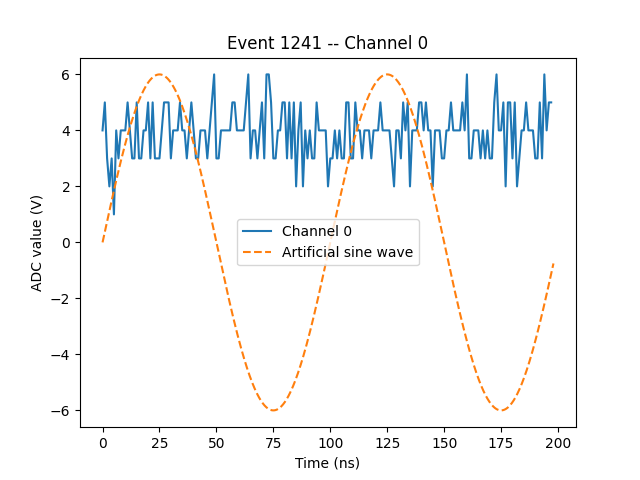 Event 1241 -- Channel 0
ADC value (V)
6
4
2
0
−2
−4
−6
Channel 0
Artificial sine wave
0 25 50 75 100 125 150 175 200
Time (ns)